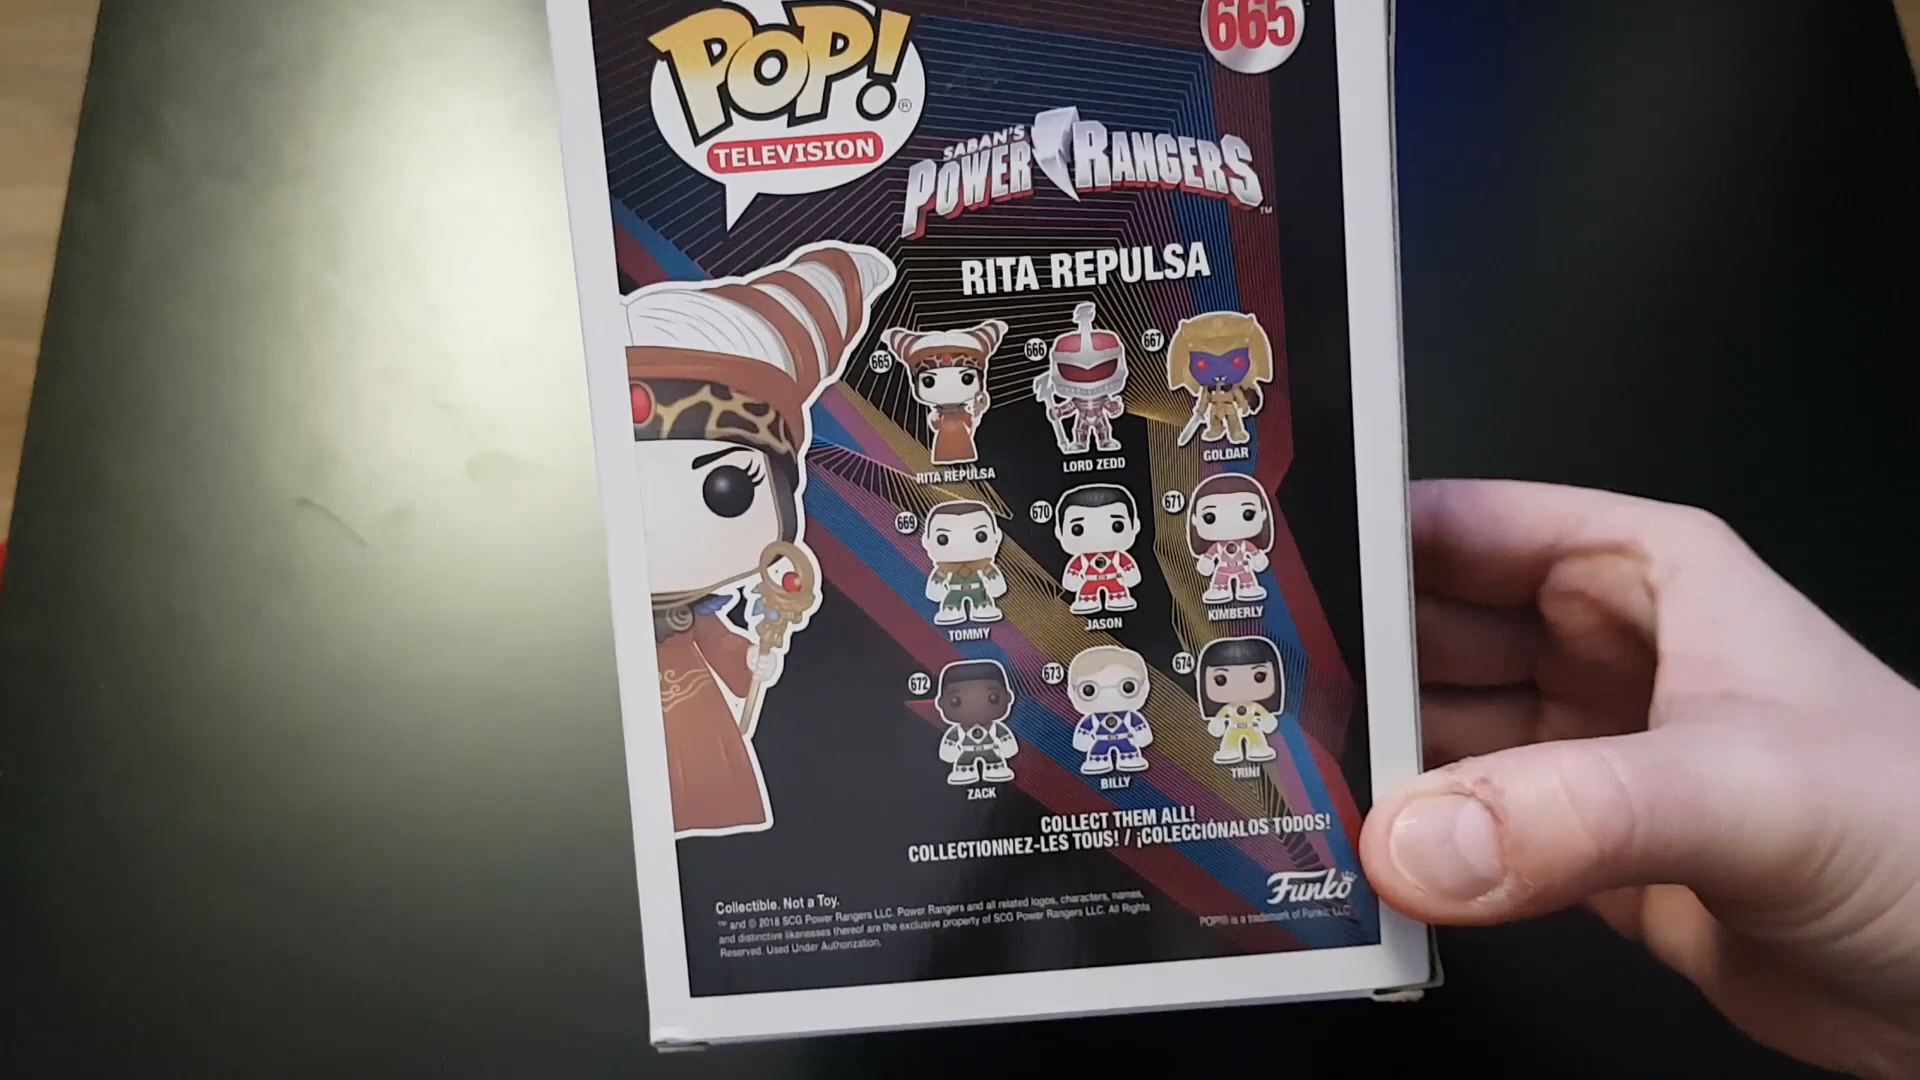 POP!®
665
TELEVISION
SABAN'S
POWER RANGERS™
RITA REPULSA
665
666
667
RITA REPULSA
LORD ZEDD
GOLDAR
669
670
671
TOMMY
JASON
KIMBERLY
672
673
674
ZACK
BILLY
TRINI
COLLECT THEM ALL!
COLLECTIONNEZ-LES TOUS! / ¡COLECCIÓNALOS TODOS!
Funko
Collectible. Not a Toy.
™ and © 2018 SCG Power Rangers LLC. Power Rangers and all related logos, characters, names,
and distinctive likenesses thereof are the exclusive property of SCG Power Rangers LLC. All Rights
Reserved. Used Under Authorization.
POP!® is a trademark of Funko, LLC